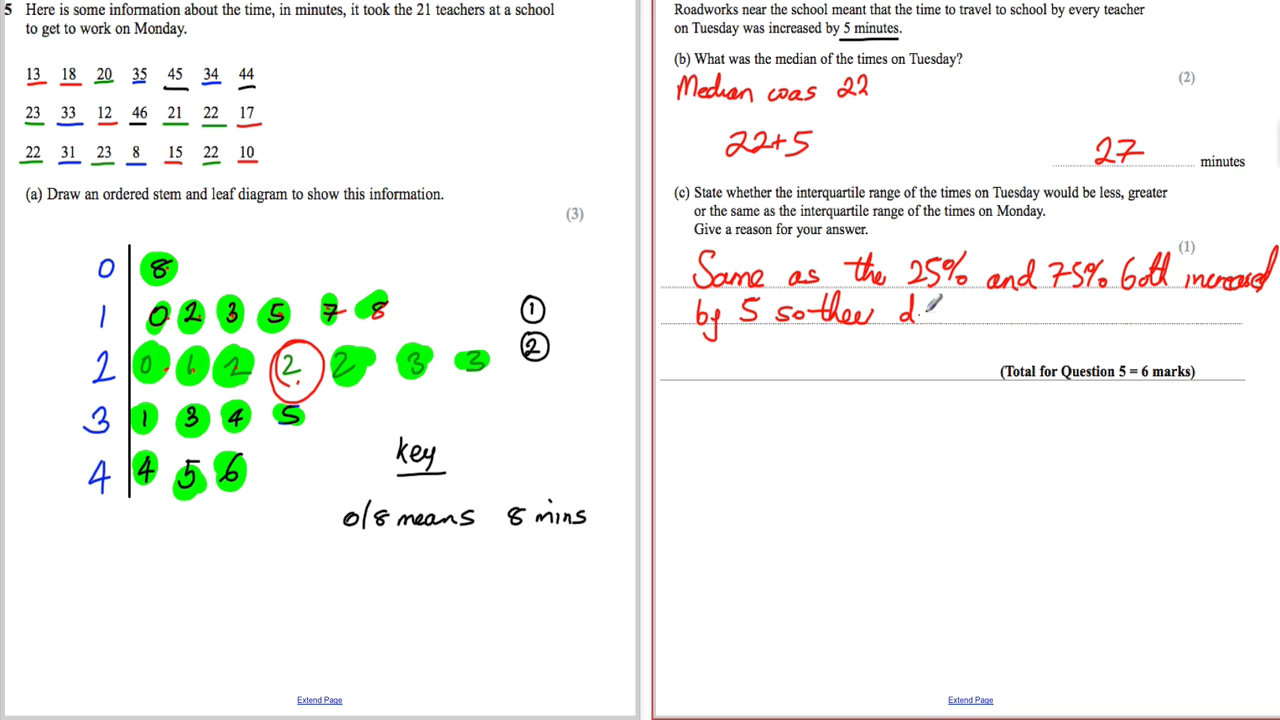 5 Here is some information about the time, in minutes, it took the 21 teachers at a school
to get to work on Monday.
13 18 20 35 45 34 44
23 33 12 46 21 22 17
22 31 23 8 15 22 10
(a) Draw an ordered stem and leaf diagram to show this information.
(3)
0 8
1 0 2 3 5 7 8 1
2 0 1 2 2 2 3 3 2
3 1 3 4 5
4 4 5 6
key
0/8 means 8 mins
Extend Page
Roadworks near the school meant that the time to travel to school by every teacher
on Tuesday was increased by 5 minutes.
(b) What was the median of the times on Tuesday?
(2)
Median was 22
22+5
27 minutes
(c) State whether the interquartile range of the times on Tuesday would be less, greater
or the same as the interquartile range of the times on Monday.
Give a reason for your answer.
(1)
Same as the 25% and 75% both increased
by 5 so d
(Total for Question 5 = 6 marks)
Extend Page